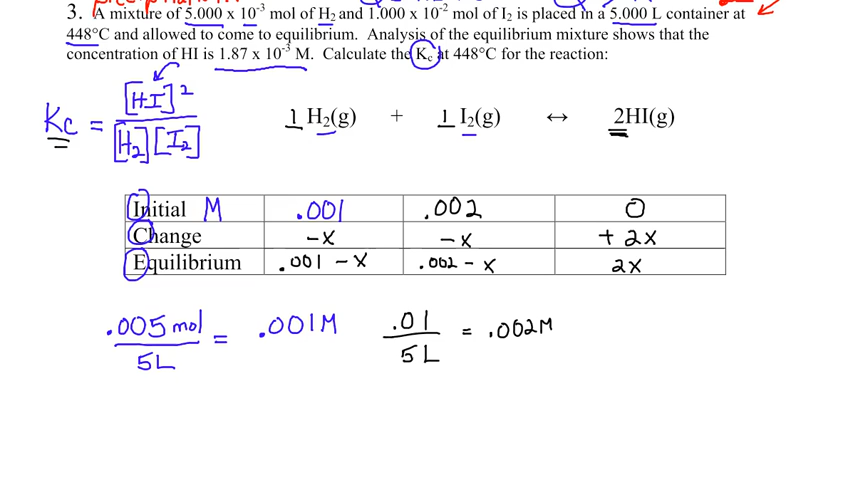 3. A mixture of 5.000 x 10⁻³ mol of H₂ and 1.000 x 10⁻² mol of I₂ is placed in a 5.000 L container at
448°C and allowed to come to equilibrium. Analysis of the equilibrium mixture shows that the
concentration of HI is 1.87 x 10⁻³ M. Calculate the Kc at 448°C for the reaction:
Kc = [HI]² / [H₂][I₂]
1 H₂(g) + 1 I₂(g) ↔ 2HI(g)
Initial M .001 .002 0
Change -x -x + 2x
Equilibrium .001 - x .002 - x 2x
.005 mol / 5L = .001M .01 / 5L = .002M